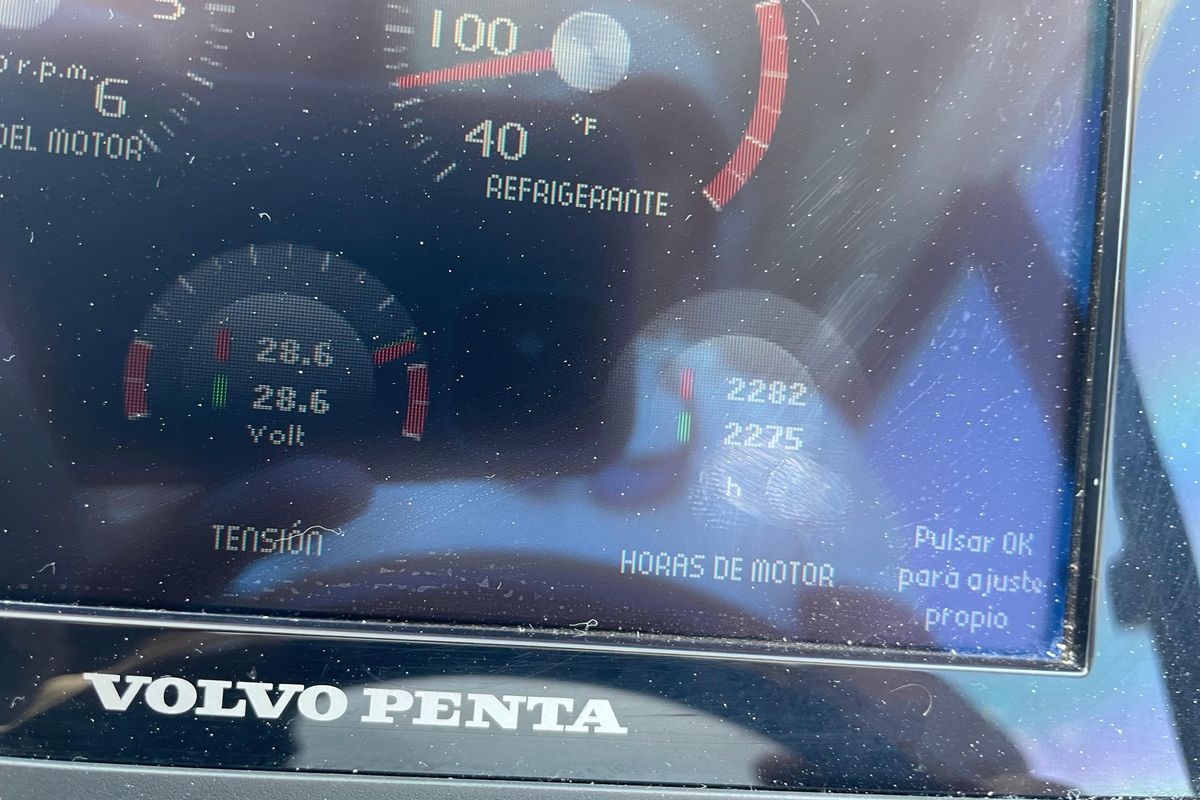 100
r.p.m.
6
DEL MOTOR
40
°F
REFRIGERANTE
28.6
28.6
Volt
TENSIÓN
2282
2275
h
HORAS DE MOTOR
Pulsar OK
para ajuste
propio
VOLVO PENTA